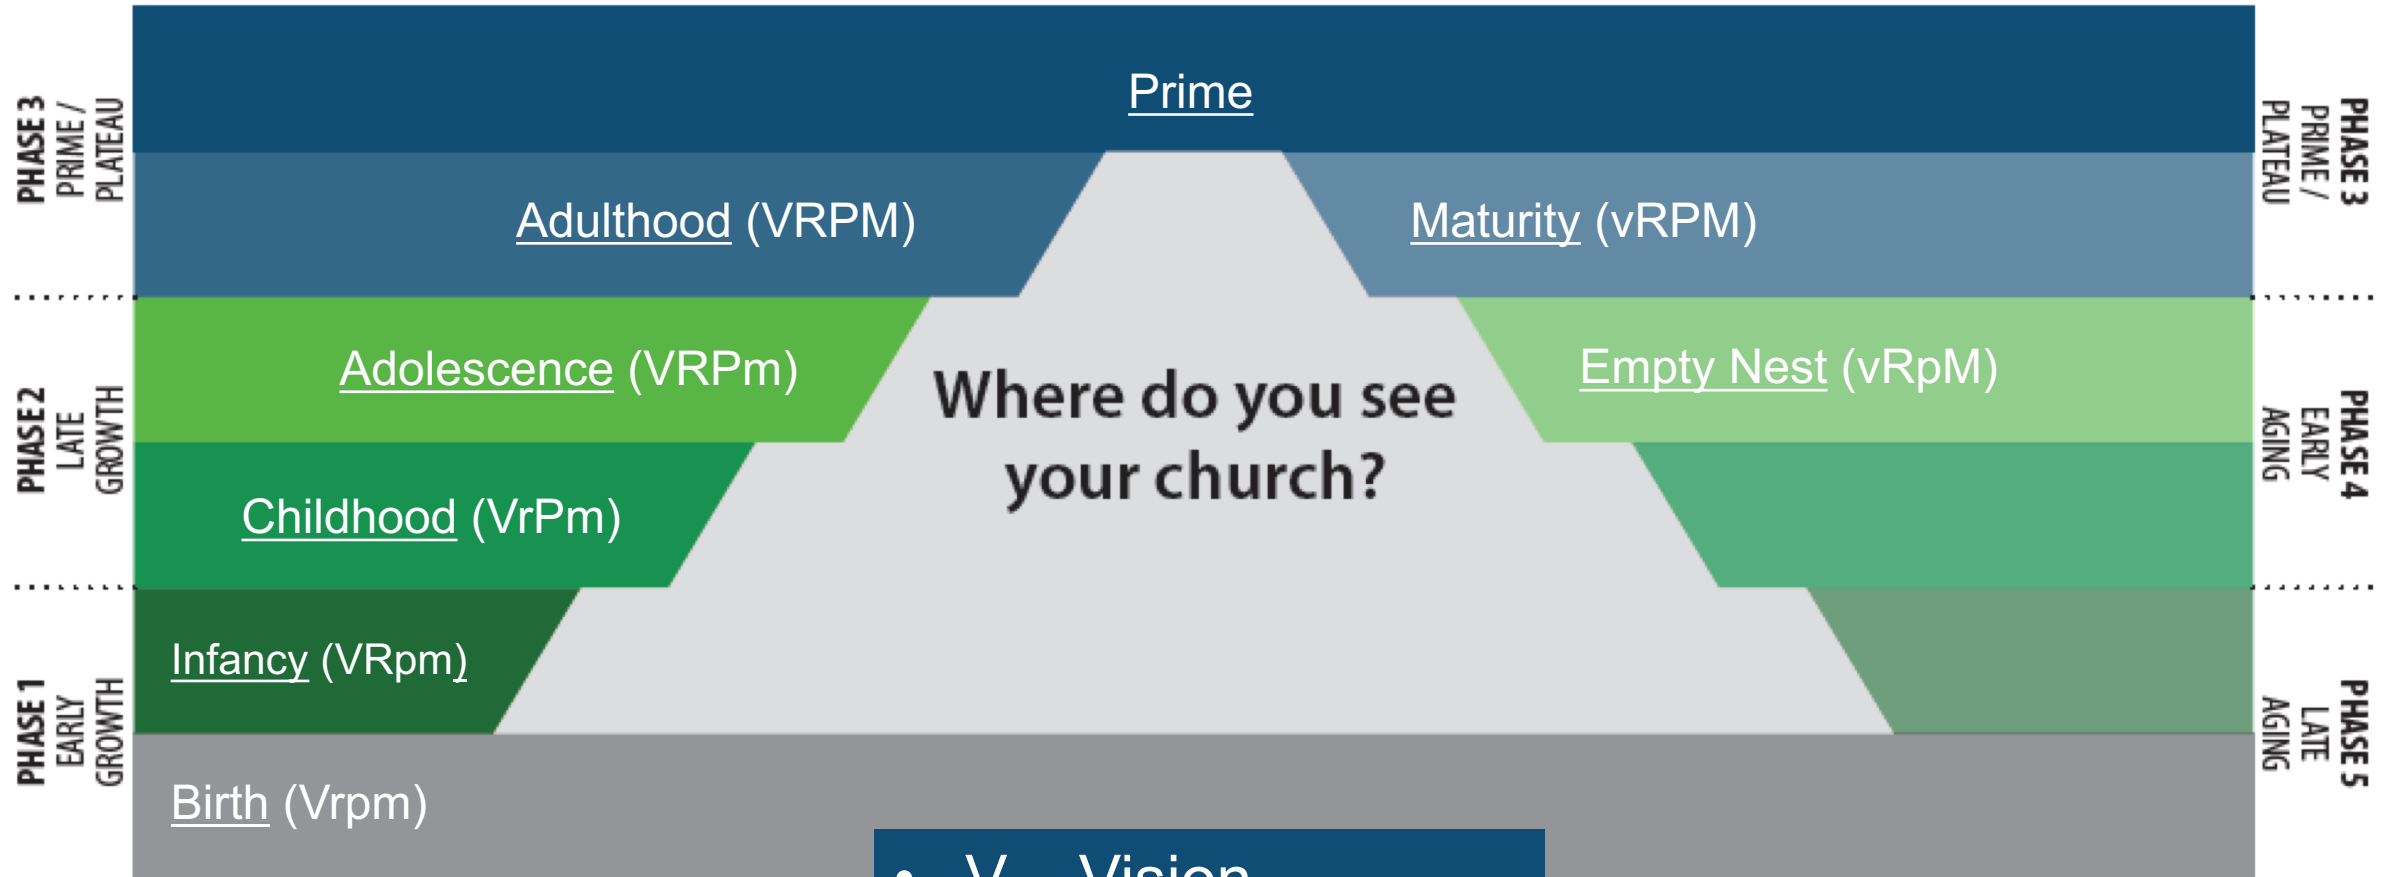 Prime
PHASE 3
PRIME /
PLATEAU
Adulthood (VRPM)
Maturity (vRPM)
PHASE 3
PRIME /
PLATEAU
PHASE 2
LATE
GROWTH
Adolescence (VRPm)
Where do you see
your church?
Empty Nest (vRpM)
PHASE 4
EARLY
AGING
Childhood (VrPm)
PHASE 1
EARLY
GROWTH
Infancy (VRpm)
PHASE 5
LATE
AGING
Birth (Vrpm)
• V – Vision